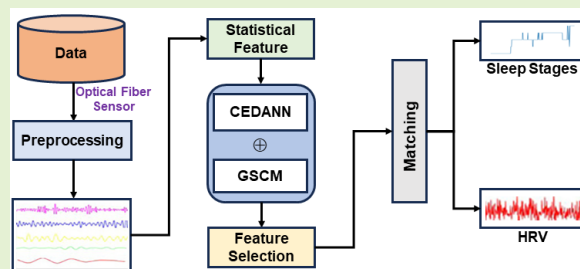 Data
Optical Fiber
Sensor
Preprocessing
Statistical
Feature
CEDANN
⊕
GSCM
Feature
Selection
Matching
Sleep Stages
HRV